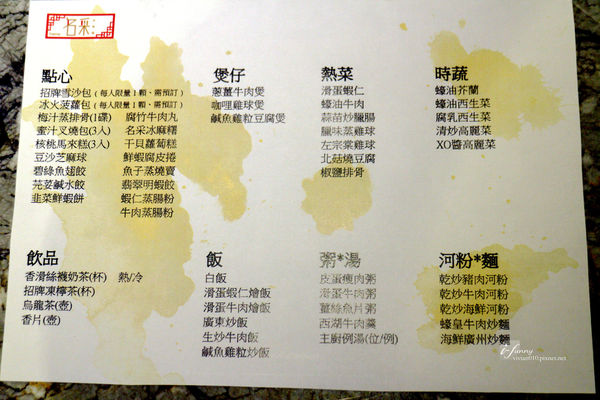 名采
點心
招牌雪沙包(每人限量1顆、需預訂)
冰火菠蘿包(每人限量1顆、需預訂)
梅汁蒸排骨(1碟) 腐竹牛肉丸
蜜汁叉燒包(3入) 名采冰麻糬
核桃馬來糕(3入) 干貝蘿蔔糕
豆沙芝麻球 鮮蝦腐皮捲
碧綠魚翅餃 魚子蒸燒賣
芫荽鹹水餃 翡翠明蝦餃
韭菜鮮蝦餅 蝦仁蒸腸粉
牛肉蒸腸粉
煲仔
蔥薑牛肉煲
咖哩雞球煲
鹹魚雞粒豆腐煲
熱菜
滑蛋蝦仁
蠔油牛肉
蒜苗炒臘腸
臘味蒸雞球
左宗棠雞球
北菇燒豆腐
椒鹽排骨
時蔬
蠔油芥蘭
蠔油西生菜
腐乳西生菜
清炒高麗菜
XO醬高麗菜
飲品
香滑絲襪奶茶(杯) 熱/冷
招牌凍檸茶(杯)
烏龍茶(壺)
香片(壺)
飯
白飯
滑蛋蝦仁燴飯
滑蛋牛肉燴飯
廣東炒飯
生炒牛肉飯
鹹魚雞粒炒飯
粥*湯
皮蛋瘦肉粥
滑蛋牛肉粥
薑絲魚片粥
西湖牛肉羹
主廚例湯(位/例)
河粉*麵
乾炒豬肉河粉
乾炒牛肉河粉
乾炒海鮮河粉
蠔皇牛肉炒麵
海鮮廣州炒麵
i-funny
vivian010.pixnet.net